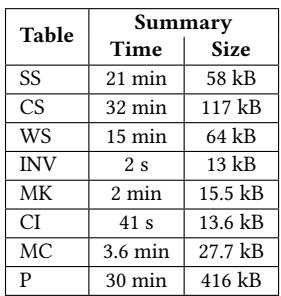 Table Summary
Time Size
SS 21 min 58 kB
CS 32 min 117 kB
WS 15 min 64 kB
INV 2 s 13 kB
MK 2 min 15.5 kB
CI 41 s 13.6 kB
MC 3.6 min 27.7 kB
P 30 min 416 kB